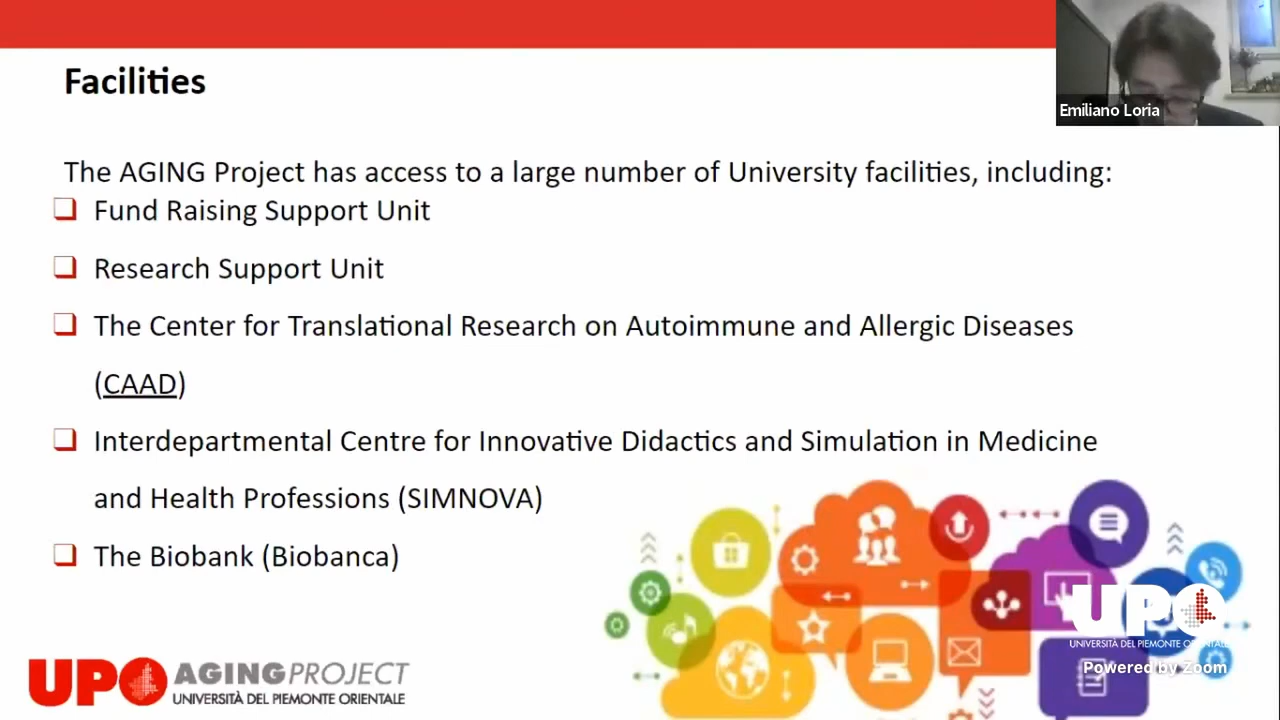 Facilities
Emiliano Loria
The AGING Project has access to a large number of University facilities, including:
Fund Raising Support Unit
Research Support Unit
The Center for Translational Research on Autoimmune and Allergic Diseases
(CAAD)
Interdepartmental Centre for Innovative Didactics and Simulation in Medicine
and Health Professions (SIMNOVA)
The Biobank (Biobanca)
UPO
UNIVERSITÀ DEL PIEMONTE ORIENTALE
Powered by Zoom
UPO AGING PROJECT
UNIVERSITÀ DEL PIEMONTE ORIENTALE